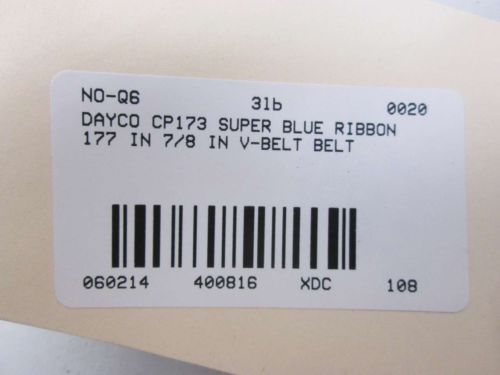 NO-Q6 3lb 0020
DAYCO CP173 SUPER BLUE RIBBON
177 IN 7/8 IN V-BELT BELT
060214 400816 XDC 108